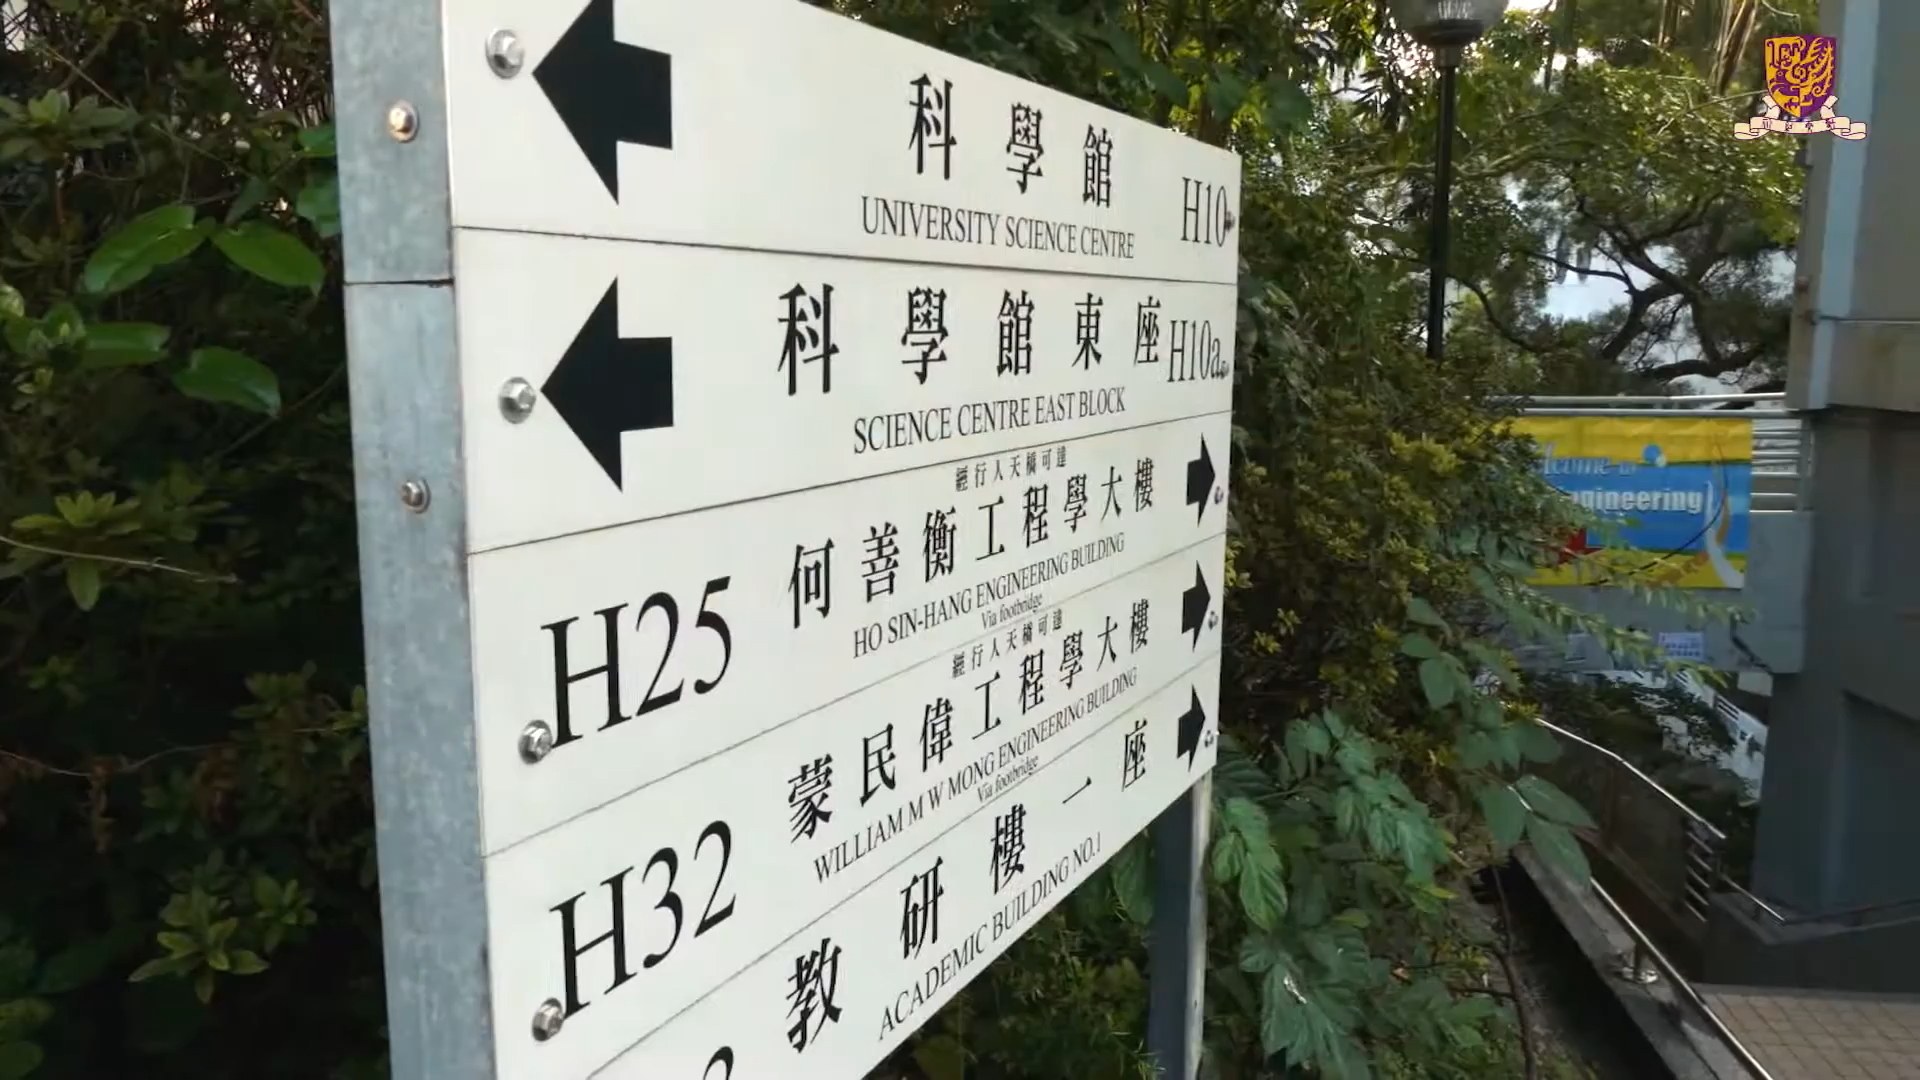 科學館
UNIVERSITY SCIENCE CENTRE
H10
科學館東座
H10a
SCIENCE CENTRE EAST BLOCK
經行人天橋可達
何善衡工程學大樓
H25
HO SIN-HANG ENGINEERING BUILDING
Via footbridge
經行人天橋可達
蒙民偉工程學大樓
H32
WILLIAM M W MONG ENGINEERING BUILDING
Via footbridge
教研樓一座
ACADEMIC BUILDING NO.1